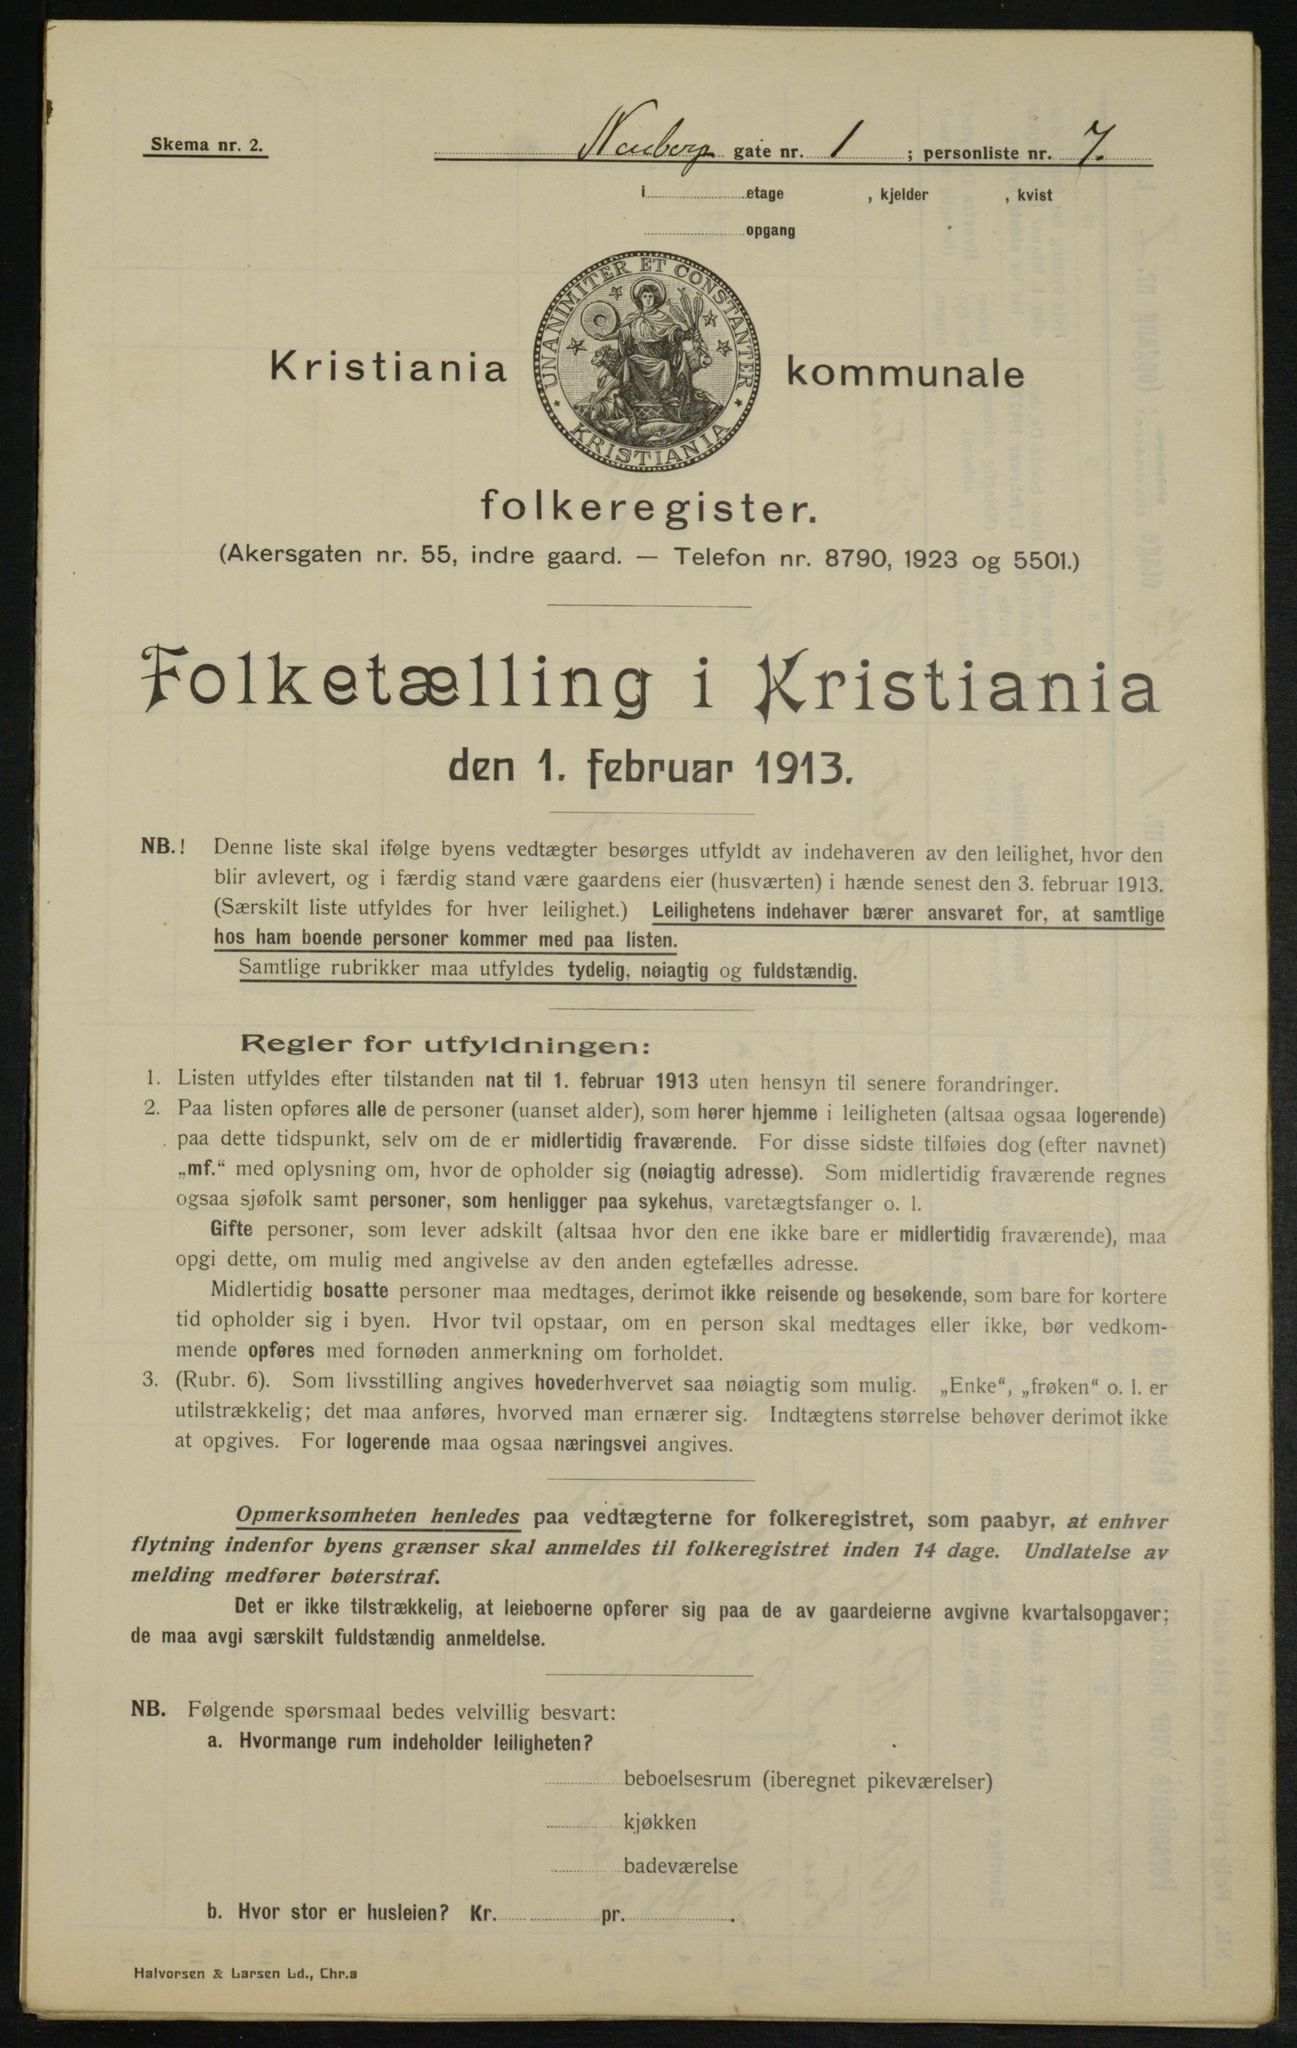 Skema nr. 2.
Neuberg gate nr. 1 ; personliste nr. 7.
i etage , kjelder , kvist
opgang
UNANIMITER ET CONSTANTER
KRISTIANIA
Kristiania kommunale
folkeregister.
(Akersgaten nr. 55, indre gaard. — Telefon nr. 8790, 1923 og 5501.)
Folketælling i Kristiania
den 1. februar 1913.
NB.! Denne liste skal ifølge byens vedtægter besørges utfyldt av indehaveren av den leilighet, hvor den
blir avlevert, og i færdig stand være gaardens eier (husværten) i hænde senest den 3. februar 1913.
(Særskilt liste utfyldes for hver leilighet.) Leilighetens indehaver bærer ansvaret for, at samtlige
hos ham boende personer kommer med paa listen.
Samtlige rubrikker maa utfyldes tydelig, nøiagtig og fuldstændig.
Regler for utfyldningen:
1. Listen utfyldes efter tilstanden nat til 1. februar 1913 uten hensyn til senere forandringer.
2. Paa listen opføres alle de personer (uanset alder), som hører hjemme i leiligheten (altsaa ogsaa logerende)
paa dette tidspunkt, selv om de er midlertidig fraværende. For disse sidste tilføies dog (efter navnet)
„mf.“ med oplysning om, hvor de opholder sig (nøiagtig adresse). Som midlertidig fraværende regnes
ogsaa sjøfolk samt personer, som henligger paa sykehus, varetægtsfanger o. l.
Gifte personer, som lever adskilt (altsaa hvor den ene ikke bare er midlertidig fraværende), maa
opgi dette, om mulig med angivelse av den anden egtefælles adresse.
Midlertidig bosatte personer maa medtages, derimot ikke reisende og besøkende, som bare for kortere
tid opholder sig i byen. Hvor tvil opstaar, om en person skal medtages eller ikke, bør vedkom-
mende opføres med fornøden anmerkning om forholdet.
3. (Rubr. 6). Som livsstilling angives hovederhvervet saa nøiagtig som mulig. „Enke“, „frøken“ o. l. er
utilstrækkelig; det maa anføres, hvorved man ernærer sig. Indtægtens størrelse behøver derimot ikke
at opgives. For logerende maa ogsaa næringsvei angives.
Opmerksomheten henledes paa vedtægterne for folkeregistret, som paabyr, at enhver
flytning indenfor byens grænser skal anmeldes til folkeregistret inden 14 dage. Undlatelse av
melding medfører bøterstraf.
Det er ikke tilstrækkelig, at leieboerne opfører sig paa de av gaardeierne avgivne kvartalsopgaver;
de maa avgi særskilt fuldstændig anmeldelse.
NB. Følgende spørsmaal bedes velvillig besvart:
a. Hvormange rum indeholder leiligheten?
beboelsesrum (iberegnet pikeværelser)
kjøkken
badeværelse
b. Hvor stor er husleien? Kr. pr. .
Halvorsen & Larsen Ld., Chr.a